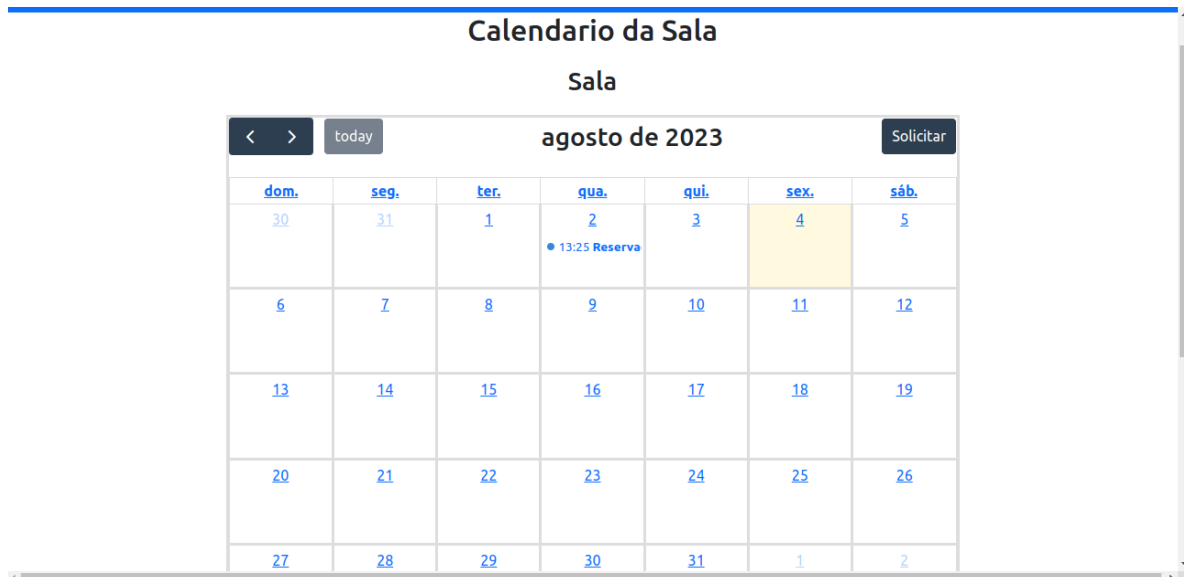 Calendario da Sala
Sala
today agosto de 2023 Solicitar
dom. seg. ter. qua. qui. sex. sáb.
30 31 1 2 3 4 5
13:25 Reserva
6 7 8 9 10 11 12
13 14 15 16 17 18 19
20 21 22 23 24 25 26
27 28 29 30 31 1 2